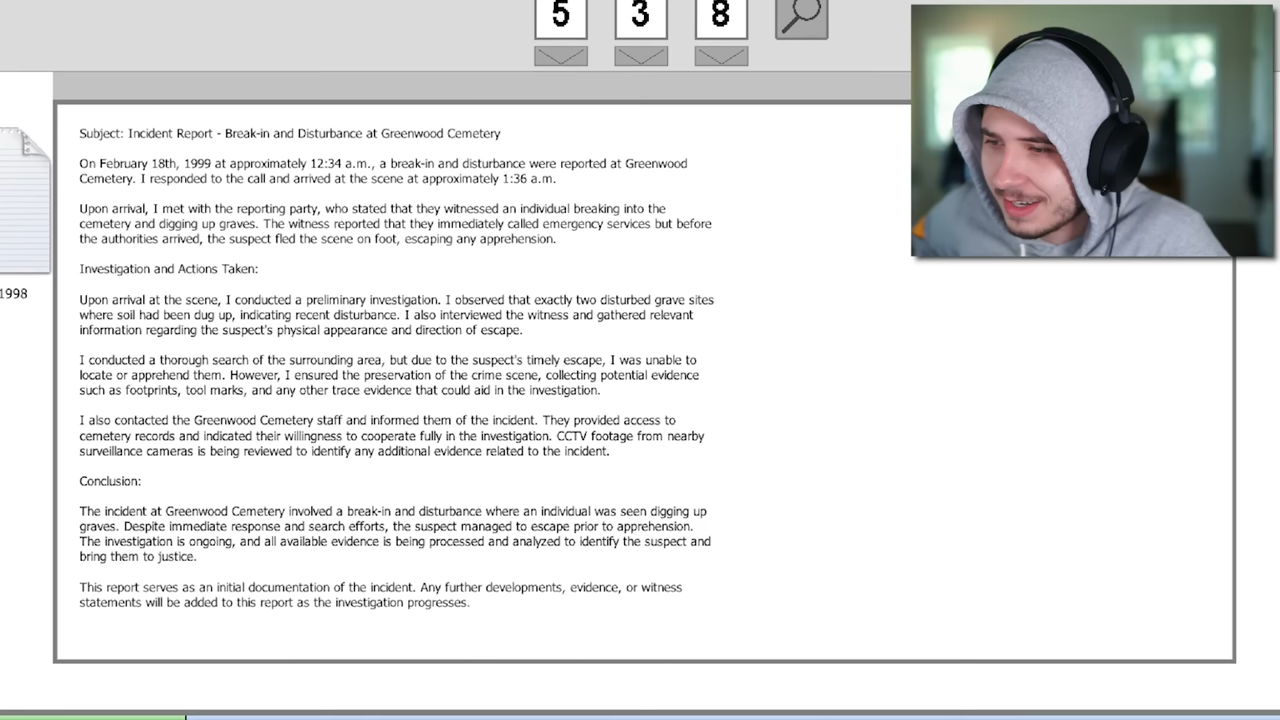 5 3 8
Subject: Incident Report - Break-in and Disturbance at Greenwood Cemetery
On February 18th, 1999 at approximately 12:34 a.m., a break-in and disturbance were reported at Greenwood
Cemetery. I responded to the call and arrived at the scene at approximately 1:36 a.m.
Upon arrival, I met with the reporting party, who stated that they witnessed an individual breaking into the
cemetery and digging up graves. The witness reported that they immediately called emergency services but before
the authorities arrived, the suspect fled the scene on foot, escaping any apprehension.
1998
Investigation and Actions Taken:
Upon arrival at the scene, I conducted a preliminary investigation. I observed that exactly two disturbed grave sites
where soil had been dug up, indicating recent disturbance. I also interviewed the witness and gathered relevant
information regarding the suspect's physical appearance and direction of escape.
I conducted a thorough search of the surrounding area, but due to the suspect's timely escape, I was unable to
locate or apprehend them. However, I ensured the preservation of the crime scene, collecting potential evidence
such as footprints, tool marks, and any other trace evidence that could aid in the investigation.
I also contacted the Greenwood Cemetery staff and informed them of the incident. They provided access to
cemetery records and indicated their willingness to cooperate fully in the investigation. CCTV footage from nearby
surveillance cameras is being reviewed to identify any additional evidence related to the incident.
Conclusion:
The incident at Greenwood Cemetery involved a break-in and disturbance where an individual was seen digging up
graves. Despite immediate response and search efforts, the suspect managed to escape prior to apprehension.
The investigation is ongoing, and all available evidence is being processed and analyzed to identify the suspect and
bring them to justice.
This report serves as an initial documentation of the incident. Any further developments, evidence, or witness
statements will be added to this report as the investigation progresses.